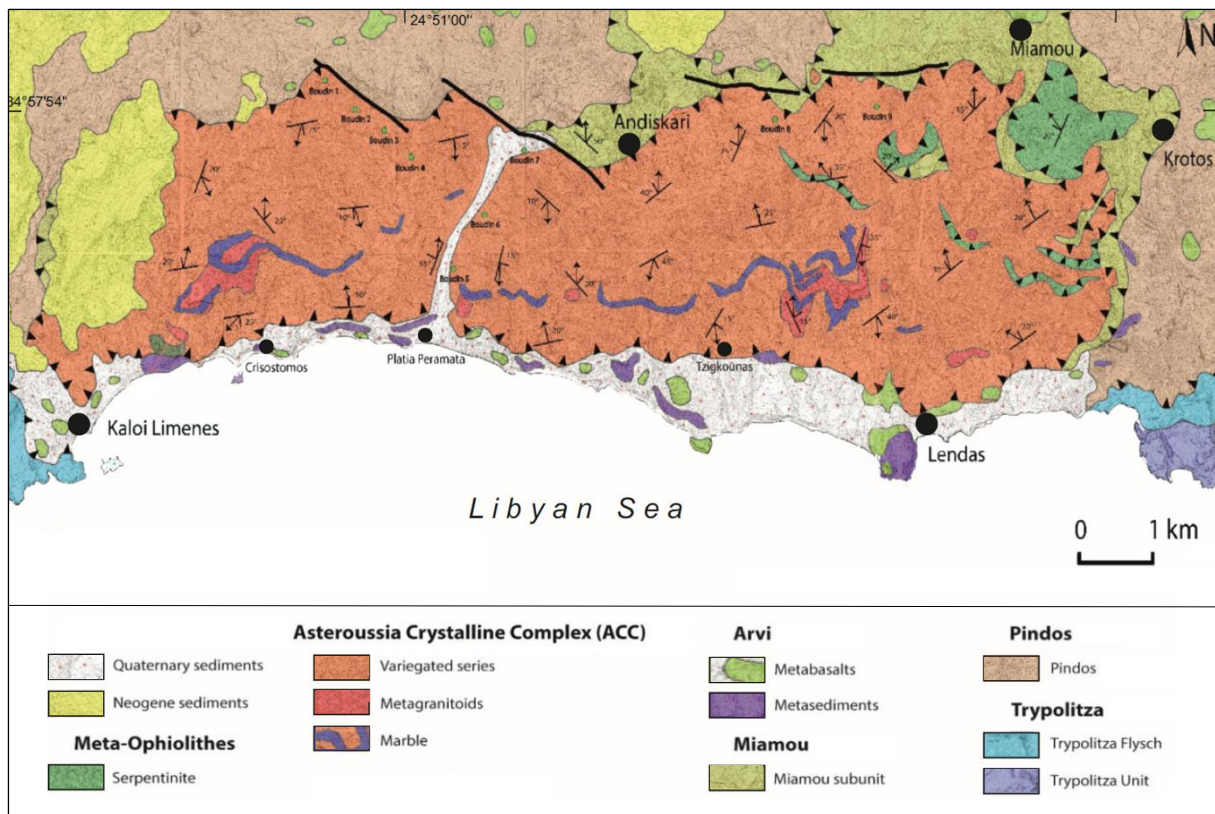 24°51'00"
N
Miamou
34°57'54"
Boudin 1
Boudin 2
Boudin 3
Boudin 4
Boudin 7
Boudin 8
Boudin 9
Andiskari
Krotos
Boudin 6
Boudin 5
Crisostomos
Platia Peramata
Tzigkoúnas
Kaloi Limenes
Lendas
Libyan Sea
0 1 km
Asteroussia Crystalline Complex (ACC)
Arvi
Pindos
Quaternary sediments
Variegated series
Metabasalts
Pindos
Neogene sediments
Metagranitoids
Metasediments
Trypolitza
Meta-Ophiolithes
Marble
Miamou
Trypolitza Flysch
Serpentinite
Miamou subunit
Trypolitza Unit